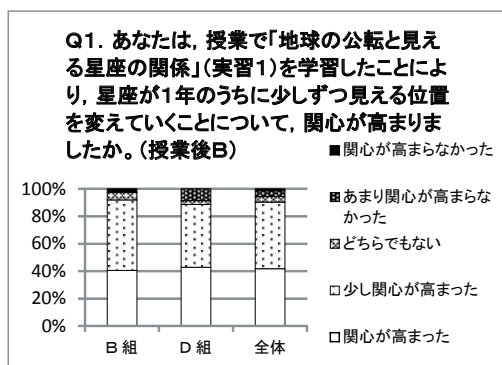 Q1．あなたは，授業で「地球の公転と見え
る星座の関係」（実習1）を学習したことによ
り，星座が1年のうちに少しずつ見える位置
を変えていくことについて，関心が高まりま
したか。（授業後B）
■関心が高まらなかった
あまり関心が高まらな
かった
どちらでもない
少し関心が高まった
関心が高まった
100%
80%
60%
40%
20%
0%
B 組
D 組
全体